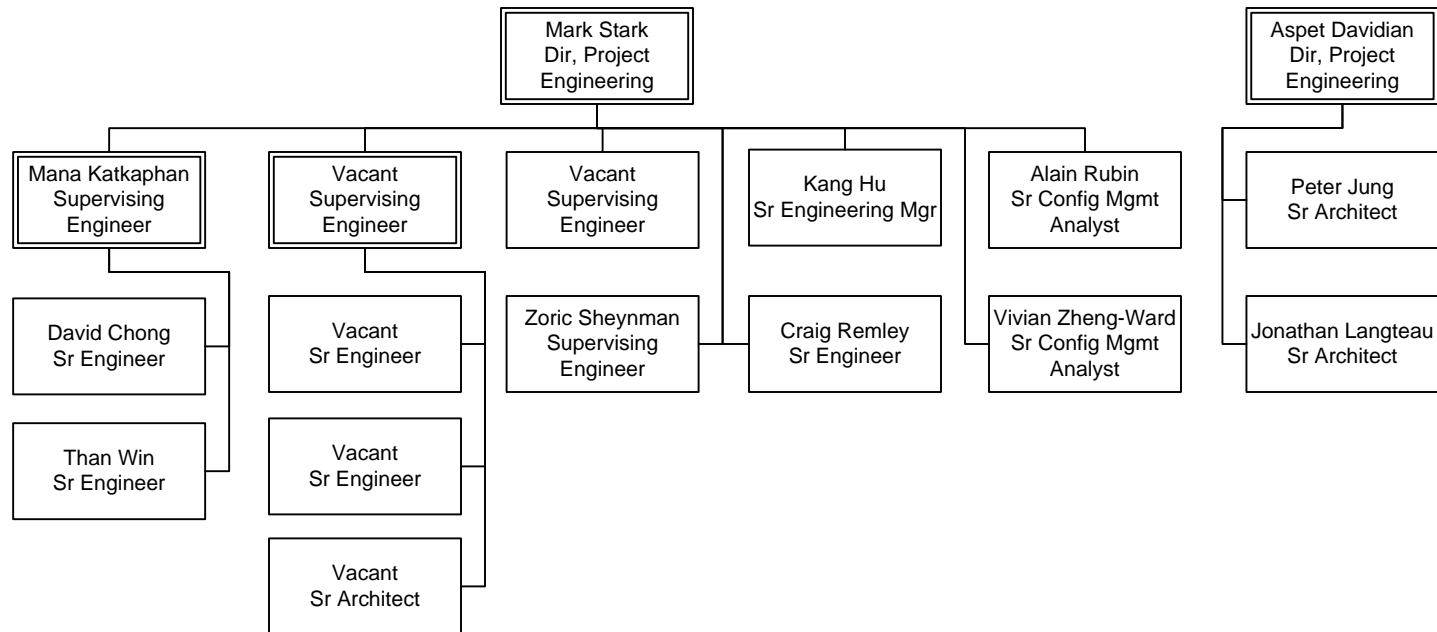 Mark Stark
Dir, Project
Engineering
Aspet Davidian
Dir, Project
Engineering
Mana Katkaphan
Supervising
Engineer
Vacant
Supervising
Engineer
Vacant
Supervising
Engineer
Kang Hu
Sr Engineering Mgr
Alain Rubin
Sr Config Mgmt
Analyst
Peter Jung
Sr Architect
David Chong
Sr Engineer
Vacant
Sr Engineer
Zoric Sheynman
Supervising
Engineer
Craig Remley
Sr Engineer
Vivian Zheng-Ward
Sr Config Mgmt
Analyst
Jonathan Langteau
Sr Architect
Than Win
Sr Engineer
Vacant
Sr Engineer
Vacant
Sr Architect